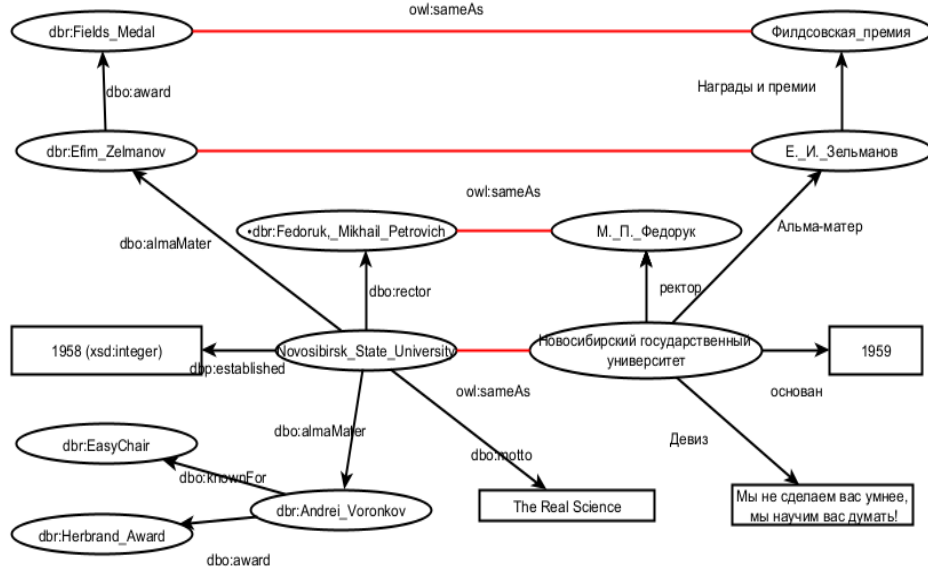 owl:sameAs
dbr:Fields_Medal
Филдсовская_премия
dbo:award
Награды и премии
dbr:Efim_Zelmanov
Е._И._Зельманов
owl:sameAs
dbo:almaMater
•dbr:Fedoruk,_Mikhail_Petrovich
М._П._Федорук
Альма-матер
dbo:rector
ректор
1958 (xsd:integer)
Novosibirsk_State_University
Новосибирский государственный
университет
1959
dbp:established
owl:sameAs
основан
dbo:almaMater
Девиз
dbr:EasyChair
dbo:motto
dbo:knownFor
dbr:Andrei_Voronkov
The Real Science
Мы не сделаем вас умнее,
мы научим вас думать!
dbr:Herbrand_Award
dbo:award